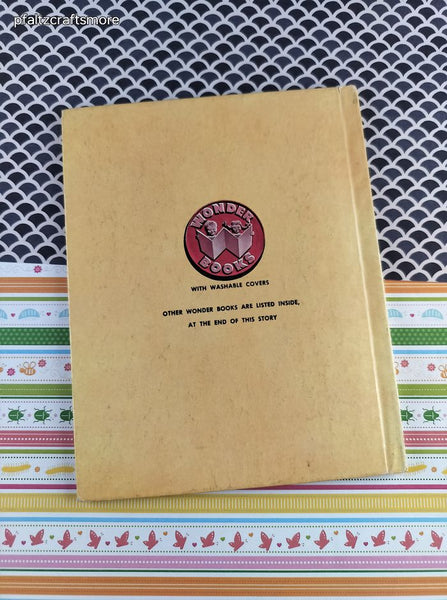 pfaltzcraftsmore
WONDER
BOOKS
WITH WASHABLE COVERS
OTHER WONDER BOOKS ARE LISTED INSIDE,
AT THE END OF THIS STORY